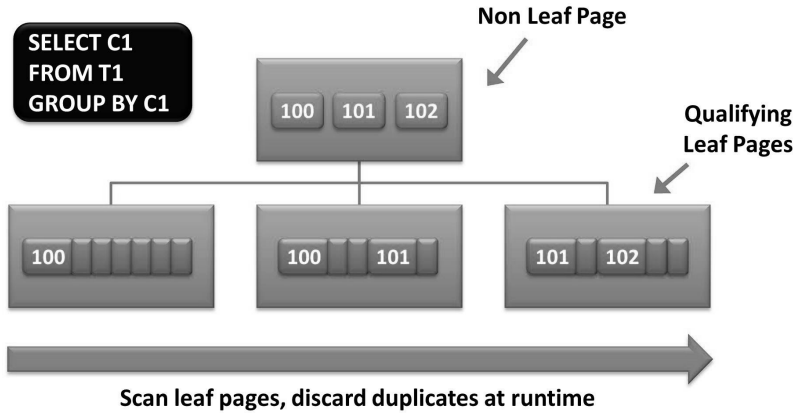 SELECT C1
FROM T1
GROUP BY C1
Non Leaf Page
100 101 102
Qualifying
Leaf Pages
100
100 101
101 102
Scan leaf pages, discard duplicates at runtime